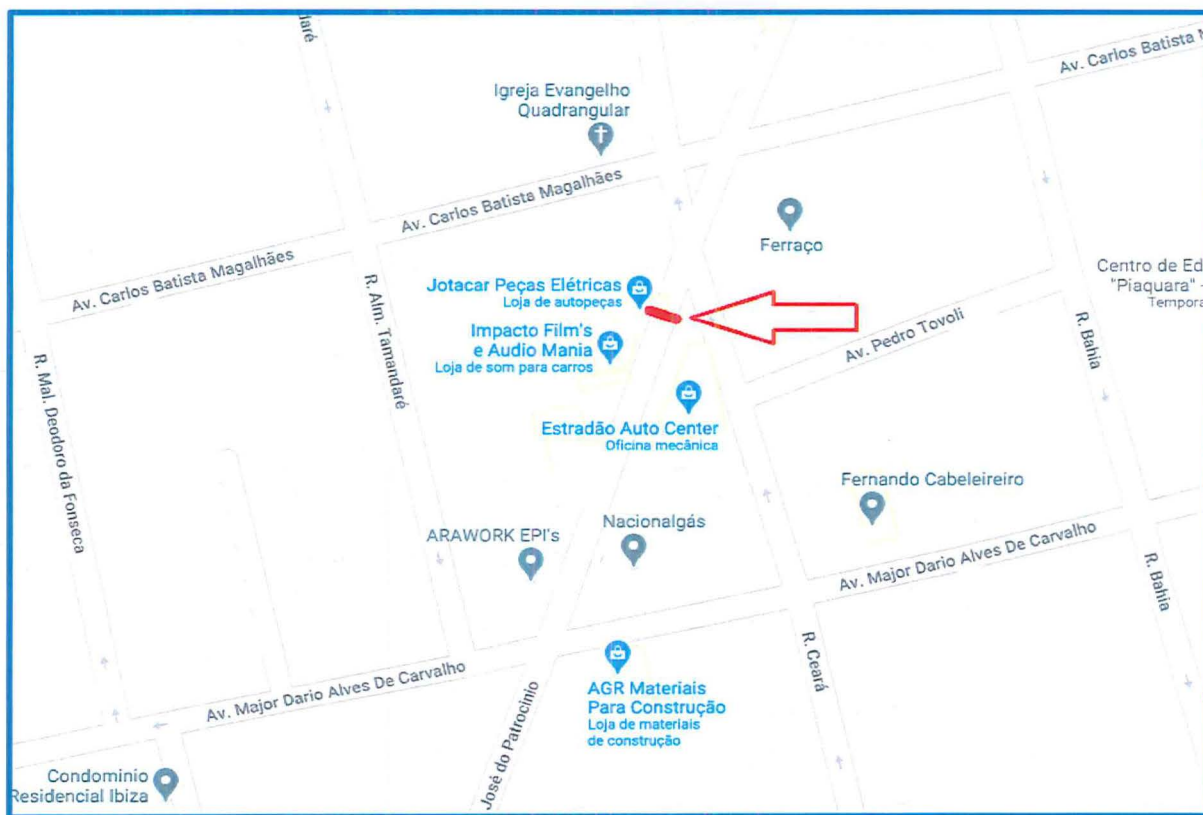 daré
Av. Carlos Batista M
Igreja Evangelho
Quadrangular
Av. Carlos Batista Magalhães
Ferraço
Av. Carlos Batista Magalhães
Jotacar Peças Elétricas
Loja de autopeças
Centro de Ed
"Piaquara" -
Tempora
R. Alm. Tamandaré
Impacto Film's
e Audio Mania
Loja de som para carros
Av. Pedro Tovoli
R. Bahia
R. Mal. Deodoro da Fonseca
Estradão Auto Center
Oficina mecânica
Fernando Cabeleireiro
Nacionalgás
ARAWORK EPI's
Av. Major Dario Alves De Carvalho
R. Bahia
R. Ceará
Av. Major Dario Alves De Carvalho
AGR Materiais
Para Construção
Loja de materiais
de construção
José do Patrocínio
Condominio
Residencial Ibiza